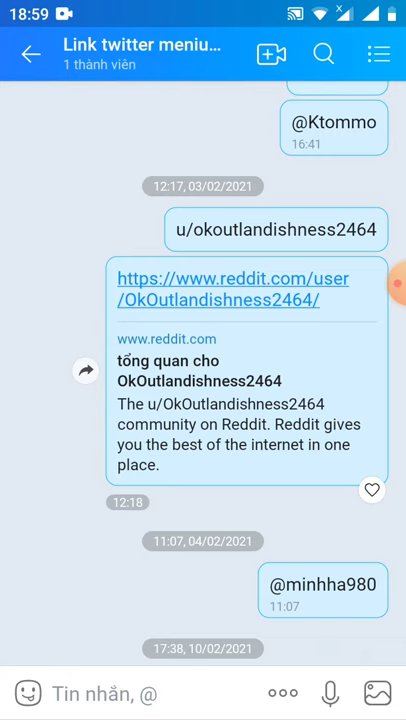 18:59
Link twitter meniu...
1 thành viên
@Ktommo
16:41
12:17, 03/02/2021
u/okoutlandishness2464
https://www.reddit.com/user
/OkOutlandishness2464/
www.reddit.com
tổng quan cho
OkOutlandishness2464
The u/OkOutlandishness2464
community on Reddit. Reddit gives
you the best of the internet in one
place.
12:18
11:07, 04/02/2021
@minhha980
11:07
17:38, 10/02/2021
Tin nhắn, @